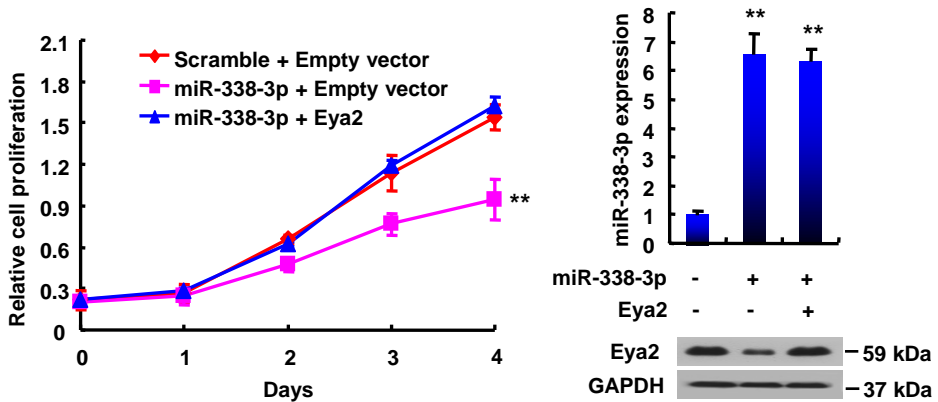 Relative cell proliferation
2.1
1.8
1.5
1.2
0.9
0.6
0.3
0
Scramble + Empty vector
miR-338-3p + Empty vector
miR-338-3p + Eya2
**
0 1 2 3 4
Days
miR-338-3p expression
8
7
6
5
4
3
2
1
0
** **
miR-338-3p - + +
Eya2 - - +
Eya2 59 kDa
GAPDH 37 kDa